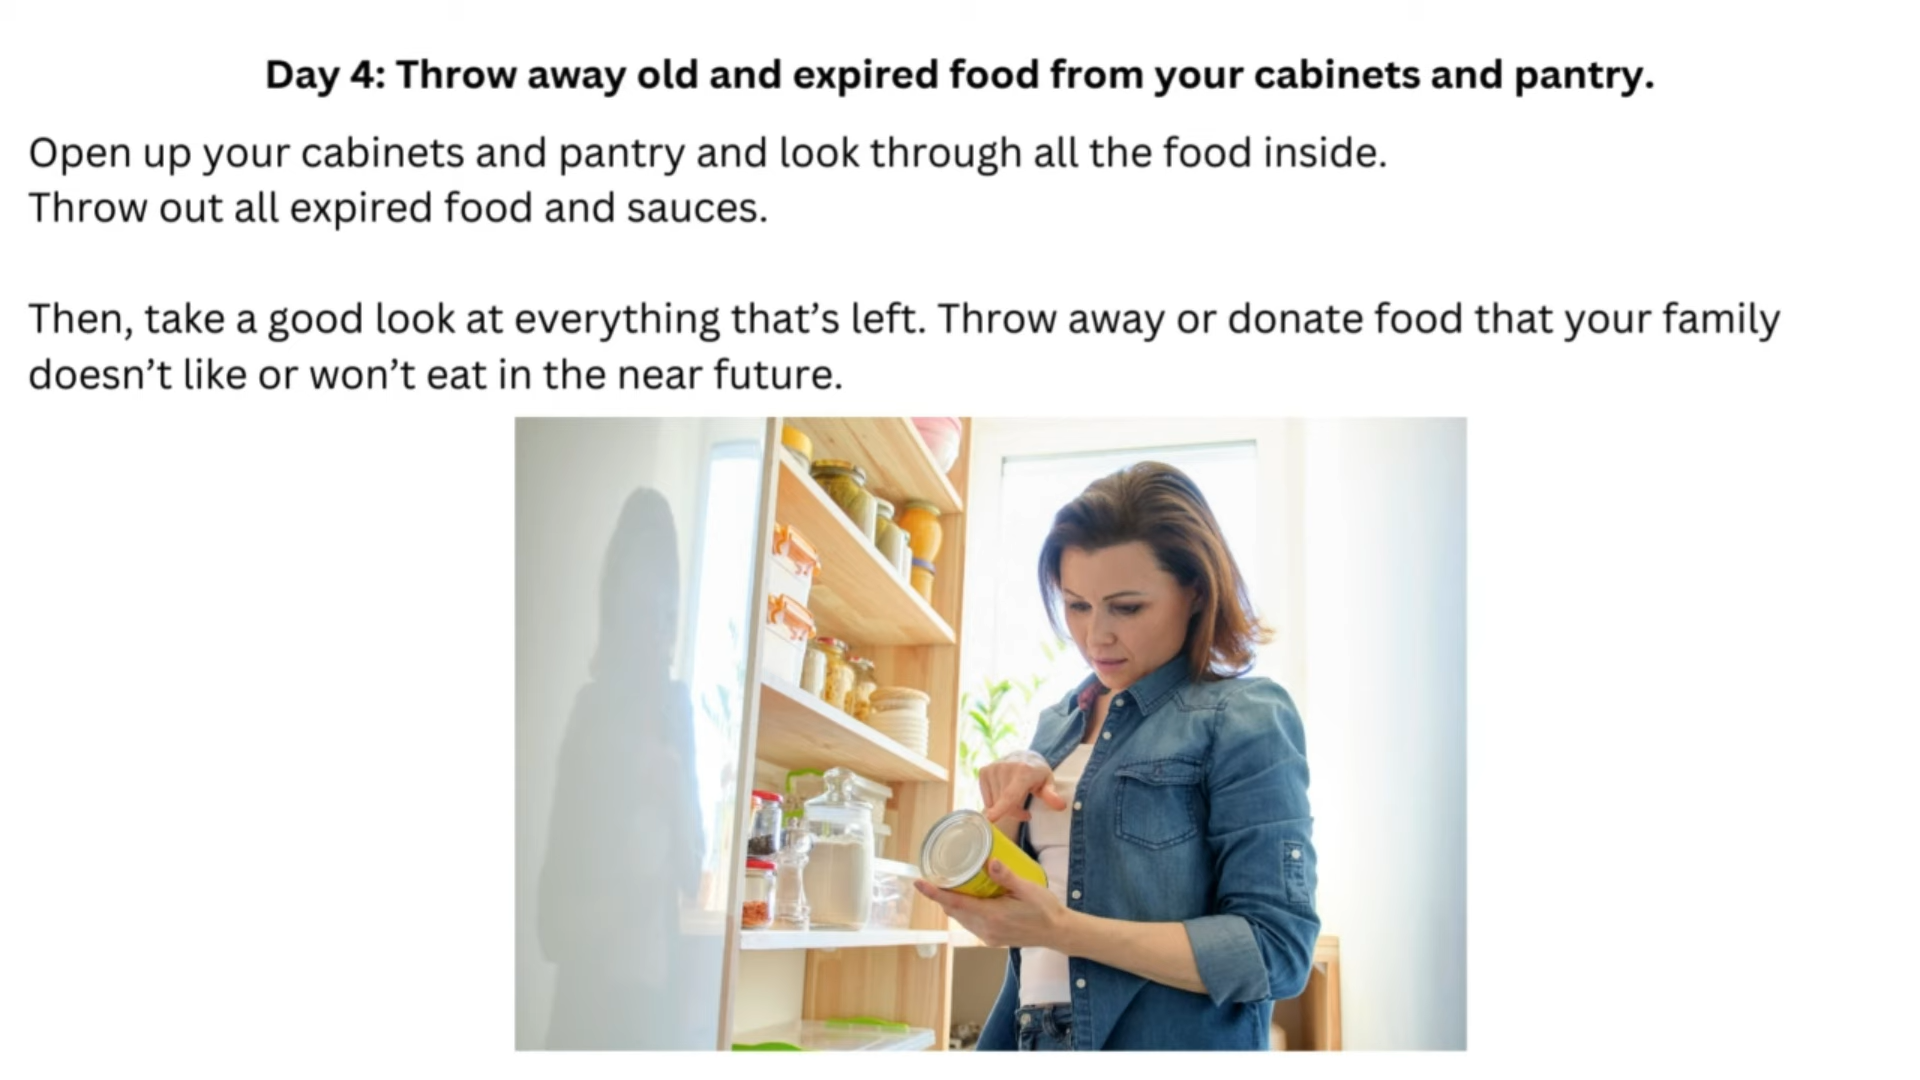 Day 4: Throw away old and expired food from your cabinets and pantry.
Open up your cabinets and pantry and look through all the food inside.
Throw out all expired food and sauces.
Then, take a good look at everything that’s left. Throw away or donate food that your family
doesn’t like or won’t eat in the near future.